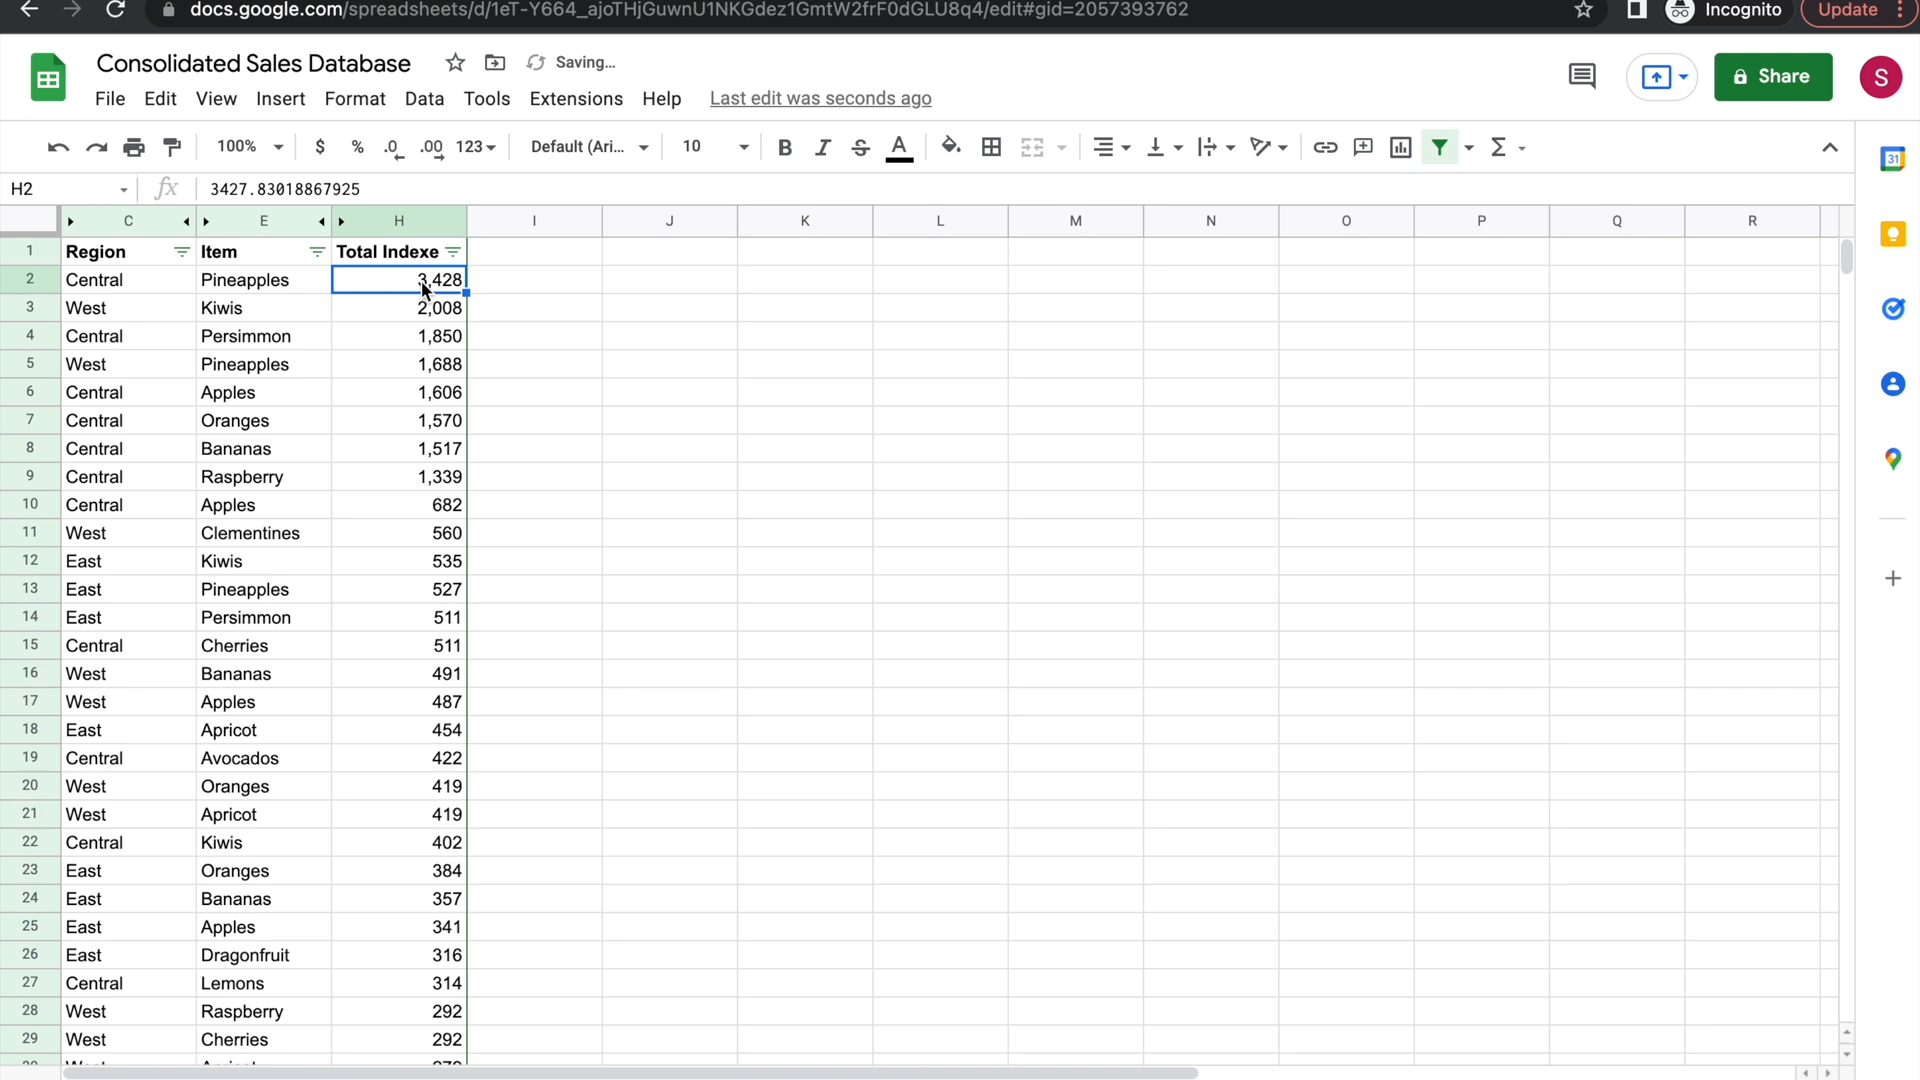 docs.google.com/spreadsheets/d/1eT-Y664_ajoTHjGuwnU1NKGdez1GmtW2frF0dGLU8q4/edit#gid=2057393762 Incognito Update
Consolidated Sales Database Saving...
File Edit View Insert Format Data Tools Extensions Help Last edit was seconds ago Share S
100% $ % .0 .00 123 Default (Ari... 10 B I S A Σ 31
H2 fx 3427.83018867925
C E H I J K L M N O P Q R
1 Region Item Total Indexe
2 Central Pineapples 3,428
3 West Kiwis 2,008
4 Central Persimmon 1,850
5 West Pineapples 1,688
6 Central Apples 1,606
7 Central Oranges 1,570
8 Central Bananas 1,517
9 Central Raspberry 1,339
10 Central Apples 682
11 West Clementines 560
12 East Kiwis 535
13 East Pineapples 527
14 East Persimmon 511
15 Central Cherries 511
16 West Bananas 491
17 West Apples 487
18 East Apricot 454
19 Central Avocados 422
20 West Oranges 419
21 West Apricot 419
22 Central Kiwis 402
23 East Oranges 384
24 East Bananas 357
25 East Apples 341
26 East Dragonfruit 316
27 Central Lemons 314
28 West Raspberry 292
29 West Cherries 292